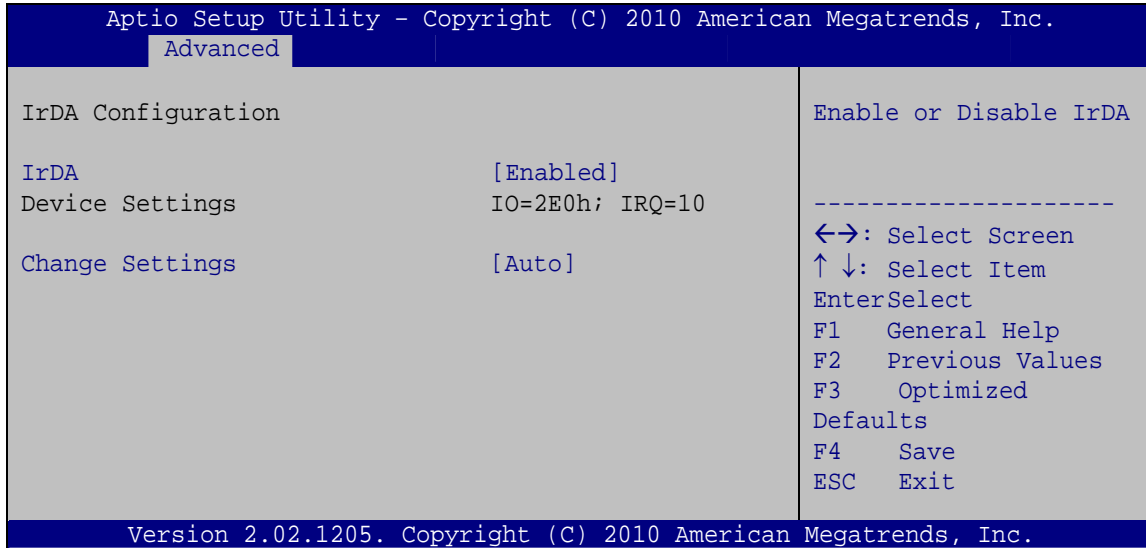 Aptio Setup Utility – Copyright (C) 2010 American Megatrends, Inc.
Advanced
IrDA Configuration
IrDA [Enabled]
Device Settings IO=2E0h; IRQ=10
Change Settings [Auto]
Enable or Disable IrDA
---------------------
←→: Select Screen
↑ ↓: Select Item
EnterSelect
F1 General Help
F2 Previous Values
F3 Optimized
Defaults
F4 Save
ESC Exit
Version 2.02.1205. Copyright (C) 2010 American Megatrends, Inc.